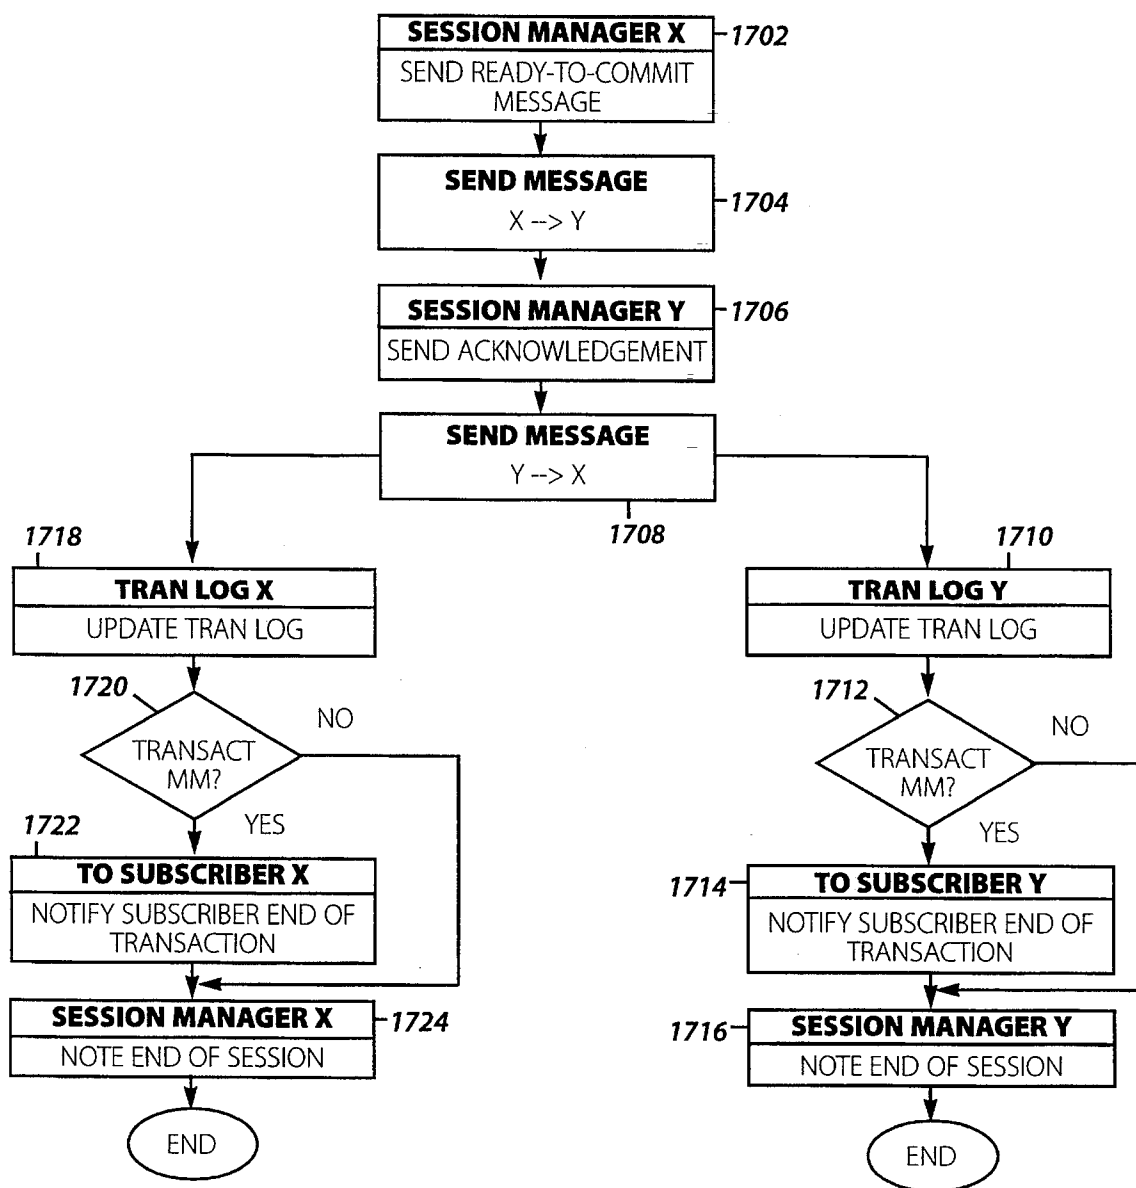 SESSION MANAGER X
1702
SEND READY-TO-COMMIT
MESSAGE
SEND MESSAGE
1704
X --> Y
SESSION MANAGER Y
1706
SEND ACKNOWLEDGEMENT
SEND MESSAGE
Y --> X
1708
1718
TRAN LOG X
UPDATE TRAN LOG
1720
NO
TRANSACT
MM?
YES
1722
TO SUBSCRIBER X
NOTIFY SUBSCRIBER END OF
TRANSACTION
SESSION MANAGER X
1724
NOTE END OF SESSION
END
1710
TRAN LOG Y
UPDATE TRAN LOG
1712
NO
TRANSACT
MM?
YES
1714
TO SUBSCRIBER Y
NOTIFY SUBSCRIBER END OF
TRANSACTION
1716
SESSION MANAGER Y
NOTE END OF SESSION
END